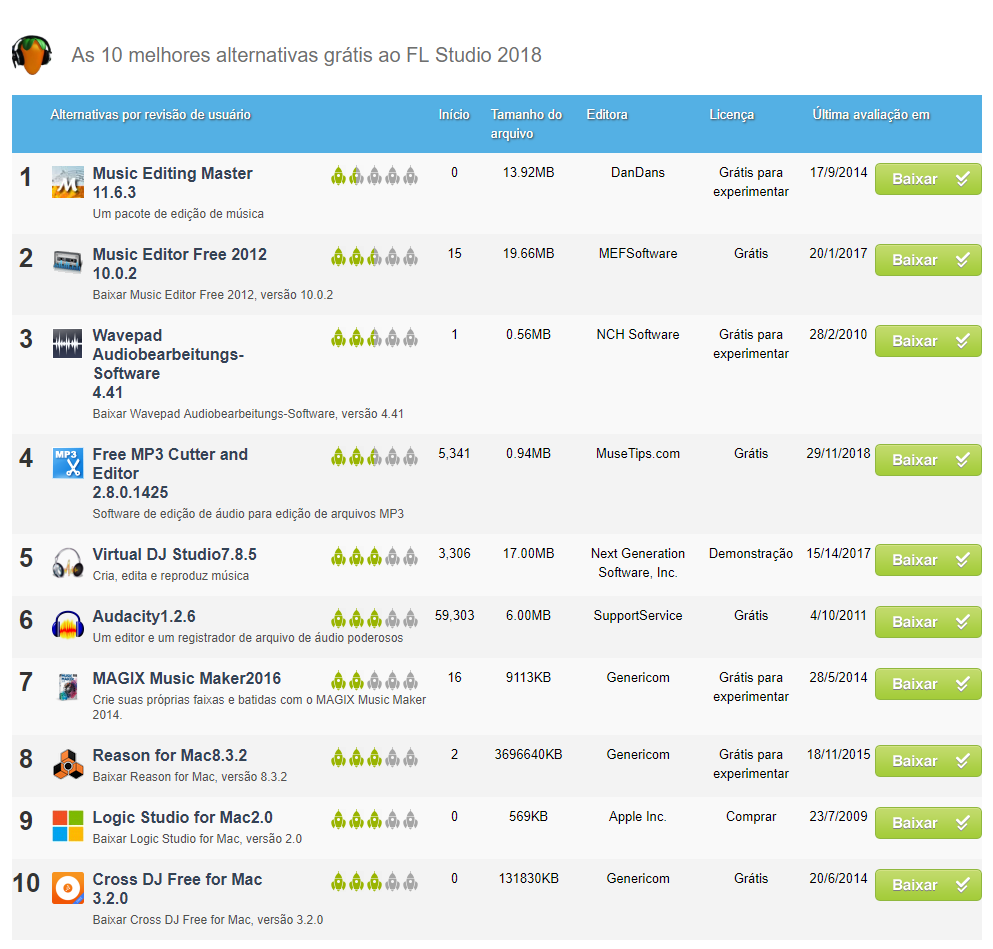 As 10 melhores alternativas grátis ao FL Studio 2018
Alternativas por revisão de usuário Início Tamanho do arquivo Editora Licença Última avaliação em
1 Music Editing Master 0 13.92MB DanDans Grátis para experimentar 17/9/2014 Baixar
11.6.3
Um pacote de edição de música
2 Music Editor Free 2012 15 19.66MB MEFSoftware Grátis 20/1/2017 Baixar
10.0.2
Baixar Music Editor Free 2012, versão 10.0.2
3 Wavepad 1 0.56MB NCH Software Grátis para experimentar 28/2/2010 Baixar
Audiobearbeitungs-
Software
4.41
Baixar Wavepad Audiobearbeitungs-Software, versão 4.41
4 MP3 Free MP3 Cutter and 5,341 0.94MB MuseTips.com Grátis 29/11/2018 Baixar
Editor
2.8.0.1425
Software de edição de áudio para edição de arquivos MP3
5 Virtual DJ Studio7.8.5 3,306 17.00MB Next Generation Software, Inc. Demonstração 15/14/2017 Baixar
Cria, edita e reproduz música
6 Audacity1.2.6 59,303 6.00MB SupportService Grátis 4/10/2011 Baixar
Um editor e um registrador de arquivo de áudio poderosos
7 MAGIX Music Maker2016 16 9113KB Genericom Grátis para experimentar 28/5/2014 Baixar
Crie suas próprias faixas e batidas com o MAGIX Music Maker
2014.
8 Reason for Mac8.3.2 2 3696640KB Genericom Grátis para experimentar 18/11/2015 Baixar
Baixar Reason for Mac, versão 8.3.2
9 Logic Studio for Mac2.0 0 569KB Apple Inc. Comprar 23/7/2009 Baixar
Baixar Logic Studio for Mac, versão 2.0
10 Cross DJ Free for Mac 0 131830KB Genericom Grátis 20/6/2014 Baixar
3.2.0
Baixar Cross DJ Free for Mac, versão 3.2.0